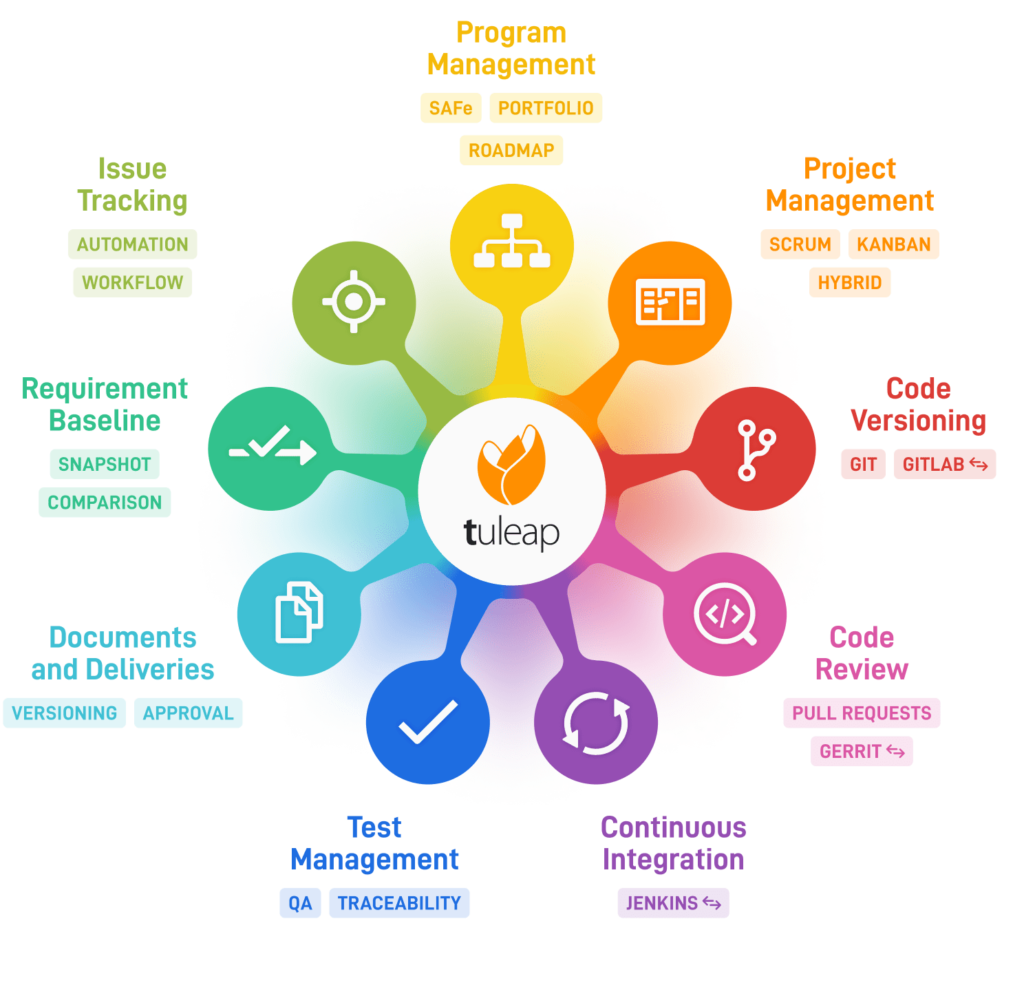 Program
Management
SAFe PORTFOLIO
ROADMAP
Project
Management
SCRUM KANBAN
HYBRID
Code
Versioning
GIT GITLAB ⇆
Code
Review
PULL REQUESTS
GERRIT ⇆
Continuous
Integration
JENKINS ⇆
Test
Management
QA TRACEABILITY
Documents
and Deliveries
VERSIONING APPROVAL
Requirement
Baseline
SNAPSHOT
COMPARISON
Issue
Tracking
AUTOMATION
WORKFLOW
tuleap